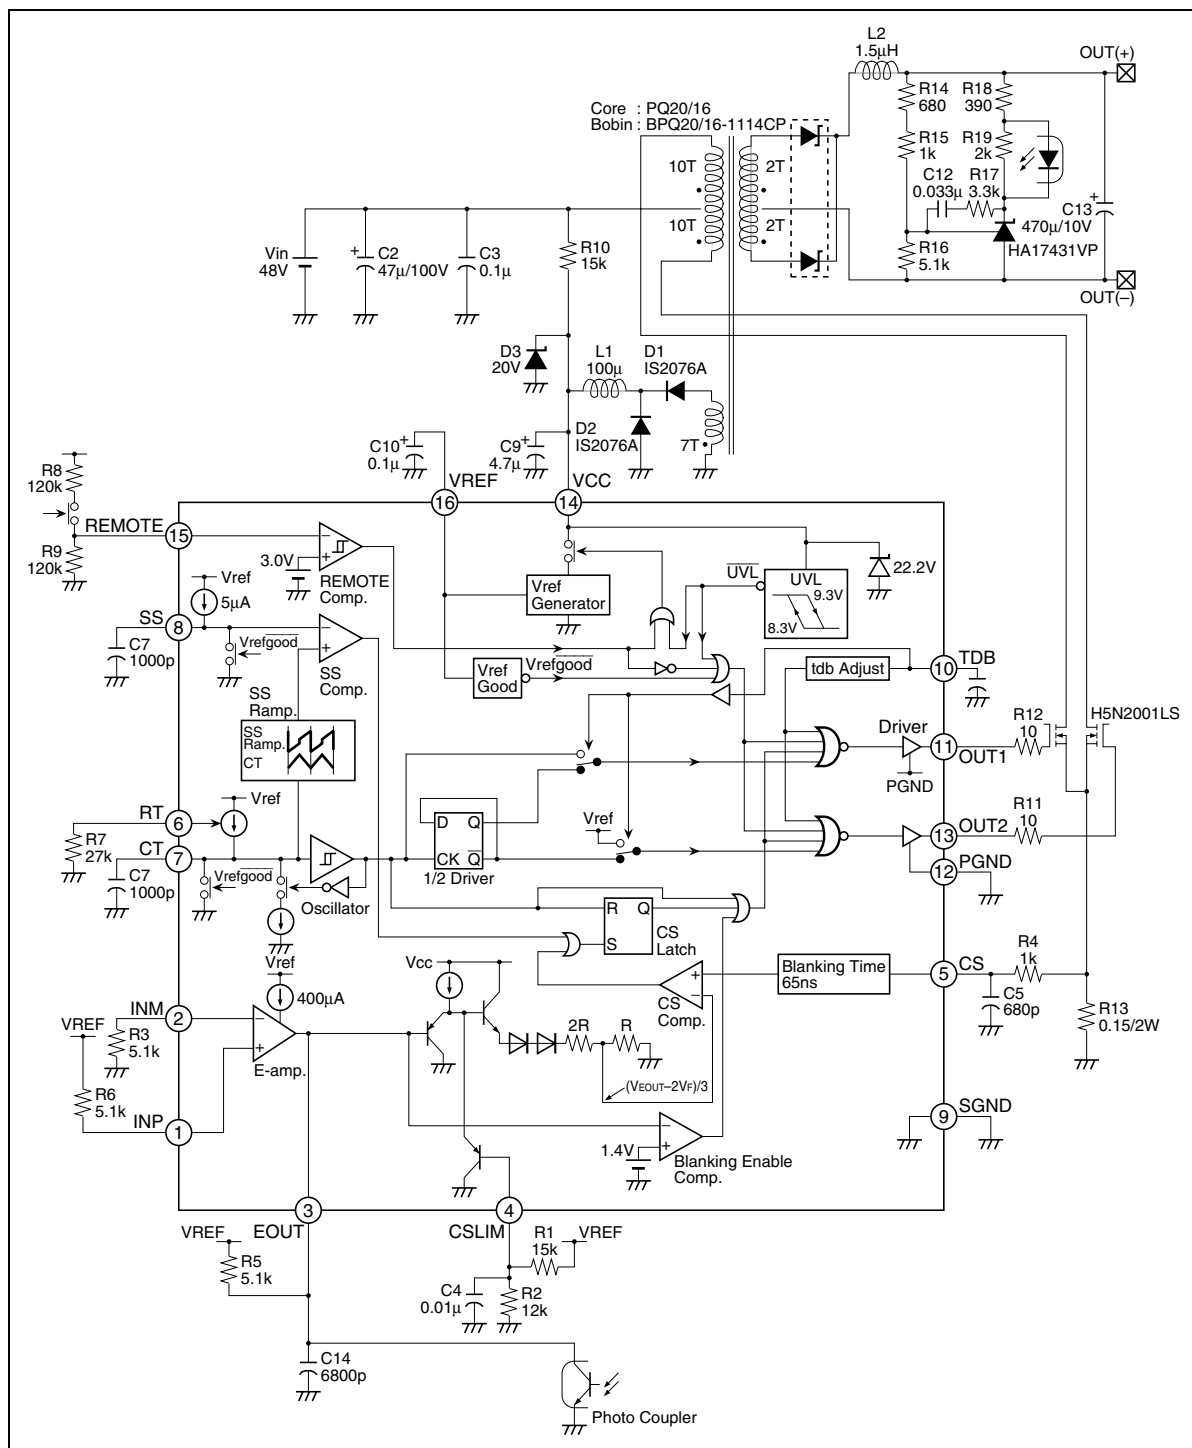 L2
1.5μH
OUT(+)
R14
680
R18
390
Core : PQ20/16
Bobin : BPQ20/16-1114CP
R15
1k
R19
2k
10T
2T
C12
0.033μ
R17
3.3k
C13
470μ/10V
10T
2T
R16
5.1k
HA17431VP
OUT(–)
Vin
48V
C2
47μ/100V
C3
0.1μ
R10
15k
D3
20V
L1
100μ
D1
IS2076A
D2
IS2076A
7T
C10
0.1μ
C9
4.7μ
VREF
VCC
16
14
R8
120k
REMOTE
15
R9
120k
3.0V
REMOTE
Comp.
Vref
5μA
SS
8
C7
1000p
Vrefgood
SS
Comp.
Vref
Generator
UVL
UVL
9.3V
8.3V
22.2V
Vref
Good
Vrefgood
tdb Adjust
10
TDB
SS
Ramp.
SS
Ramp.
CT
Driver
11
OUT1
PGND
R12
10
H5N2001LS
RT
6
Vref
R7
27k
CT
7
C7
1000p
Vrefgood
Oscillator
D
Q
CK
Q
1/2 Driver
Vref
13
OUT2
R11
10
12
PGND
R
Q
S
CS
Latch
Vref
400μA
Vcc
CS
Comp.
Blanking Time
65ns
5
CS
R4
1k
C5
680p
R13
0.15/2W
INM
2
VREF
R3
5.1k
E-amp.
2R
R
(VEOUT–2VF)/3
R6
5.1k
INP
1
9
SGND
1.4V
Blanking Enable
Comp.
3
EOUT
4
CSLIM
VREF
R5
5.1k
R1
15k
VREF
C4
0.01μ
R2
12k
C14
6800p
Photo Coupler